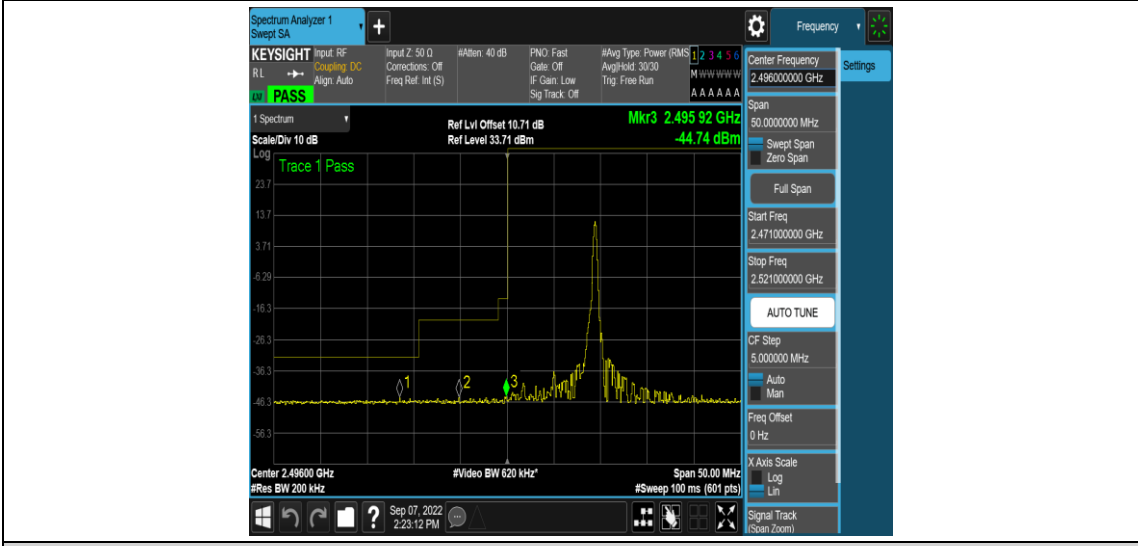 Spectrum Analyzer 1
Swept SA
+
Frequency
KEYSIGHT
RL
PASS
Input: RF
Coupling: DC
Align: Auto
Input Z: 50 Ω
Corrections: Off
Freq Ref: Int (S)
#Atten: 40 dB
PNO: Fast
Gate: Off
IF Gain: Low
Sig Track: Off
#Avg Type: Power (RMS
Avg|Hold: 30/30
Trig: Free Run
1 2 3 4 5 6
M W W W W W
A A A A A A
1 Spectrum
Scale/Div 10 dB
Ref Lvl Offset 10.71 dB
Ref Level 33.71 dBm
Mkr3 2.495 92 GHz
-44.74 dBm
Log
Trace 1 Pass
23.7
13.7
3.71
-6.29
-16.3
-26.3
-36.3
-46.3
-56.3
1
2
3
Center 2.49600 GHz
#Video BW 620 kHz*
Span 50.00 MHz
#Res BW 200 kHz
#Sweep 100 ms (601 pts)
?
Sep 07, 2022
2:23:12 PM
Center Frequency
2.496000000 GHz
Settings
Span
50.0000000 MHz
Swept Span
Zero Span
Full Span
Start Freq
2.471000000 GHz
Stop Freq
2.521000000 GHz
AUTO TUNE
CF Step
5.000000 MHz
Auto
Man
Freq Offset
0 Hz
X Axis Scale
Log
Lin
Signal Track
(Span Zoom)